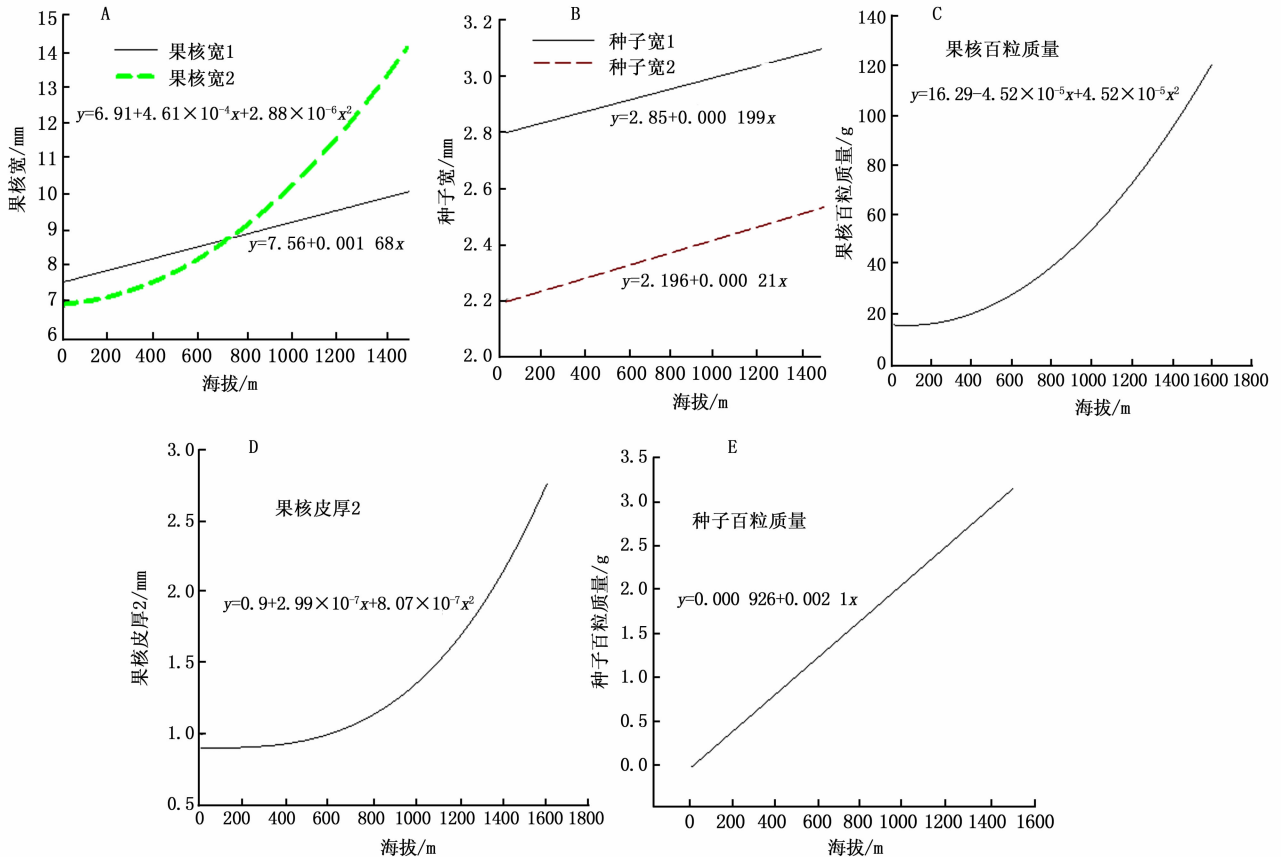 A
15
14
13
12
11
10
9
8
7
6
果核宽/mm
果核宽1
果核宽2
y=6.91+4.61×10⁻⁴x+2.88×10⁻⁶x²
y=7.56+0.001 68x
0 200 400 600 800 1000 1200 1400
海拔/m
B
3.2
3.0
2.8
2.6
2.4
2.2
2.0
种子宽/mm
种子宽1
种子宽2
y=2.85+0.000 199x
y=2.196+0.000 21x
0 200 400 600 800 1000 1200 1400
海拔/m
C
140
120
100
80
60
40
20
0
果核百粒质量/g
果核百粒质量
y=16.29-4.52×10⁻⁵x+4.52×10⁻⁵x²
0 200 400 600 800 1000 1200 1400 1600 1800
海拔/m
D
3.0
2.5
2.0
1.5
1.0
0.5
果核皮厚2/mm
果核皮厚2
y=0.9+2.99×10⁻⁷x+8.07×10⁻⁷x²
0 200 400 600 800 1000 1200 1400 1600 1800
海拔/m
E
3.5
3.0
2.5
2.0
1.5
1.0
0.5
0.0
种子百粒质量/g
种子百粒质量
y=0.000 926+0.002 1x
0 200 400 600 800 1000 1200 1400 1600
海拔/m